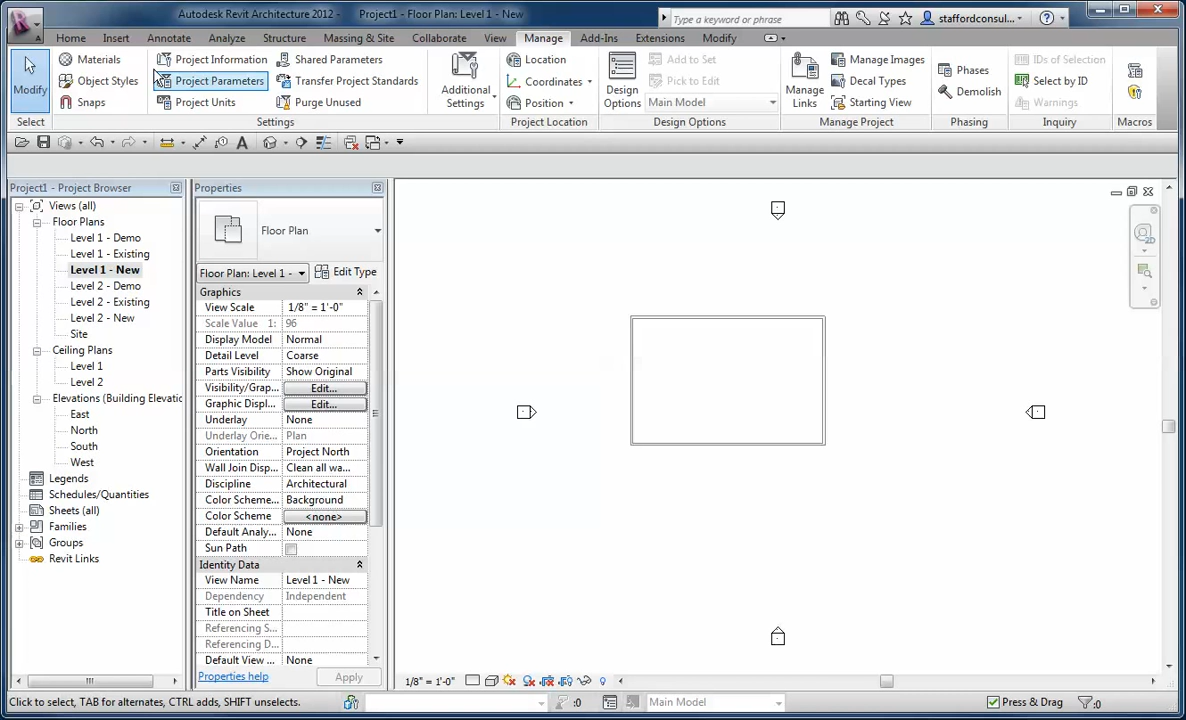 Autodesk Revit Architecture 2012 - Project1 - Floor Plan: Level 1 - New
Type a keyword or phrase
staffordconsul...
Home Insert Annotate Analyze Structure Massing & Site Collaborate View Manage Add-Ins Extensions Modify
Modify
Materials
Object Styles
Snaps
Project Information
Project Parameters
Project Units
Shared Parameters
Transfer Project Standards
Purge Unused
Additional Settings
Location
Coordinates
Position
Design Options
Add to Set
Pick to Edit
Main Model
Manage Links
Manage Images
Decal Types
Starting View
Phases
Demolish
IDs of Selection
Select by ID
Warnings
Select Settings Project Location Design Options Manage Project Phasing Inquiry Macros
Project1 - Project Browser
Views (all)
Floor Plans
Level 1 - Demo
Level 1 - Existing
Level 1 - New
Level 2 - Demo
Level 2 - Existing
Level 2 - New
Site
Ceiling Plans
Level 1
Level 2
Elevations (Building Elevatic
East
North
South
West
Legends
Schedules/Quantities
Sheets (all)
Families
Groups
Revit Links
Properties
Floor Plan
Floor Plan: Level 1 - Edit Type
Graphics
View Scale 1/8" = 1'-0"
Scale Value 1: 96
Display Model Normal
Detail Level Coarse
Parts Visibility Show Original
Visibility/Grap... Edit...
Graphic Displ... Edit...
Underlay None
Underlay Orie... Plan
Orientation Project North
Wall Join Disp... Clean all wa...
Discipline Architectural
Color Scheme... Background
Color Scheme <none>
Default Analy... None
Sun Path
Identity Data
View Name Level 1 - New
Dependency Independent
Title on Sheet
Referencing S...
Referencing D...
Default View ... None
Properties help Apply
2D
1/8" = 1'-0"
Click to select, TAB for alternates, CTRL adds, SHIFT unselects.
:0
Main Model
Press & Drag
:0